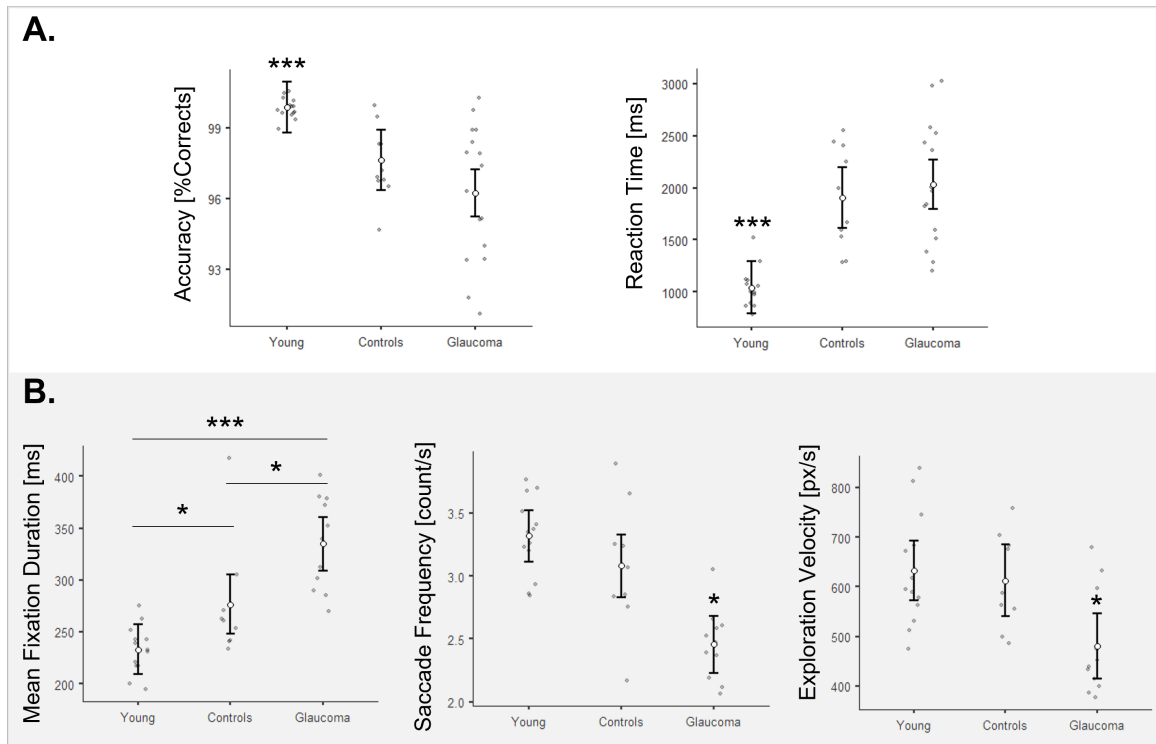 A.
Accuracy [%Corrects]
99
96
93
***
Young
Controls
Glaucoma
Reaction Time [ms]
3000
2500
2000
1500
1000
***
Young
Controls
Glaucoma
B.
Mean Fixation Duration [ms]
400
350
300
250
200
***
*
*
Young
Controls
Glaucoma
Saccade Frequency [count/s]
3.5
3.0
2.5
2.0
*
Young
Controls
Glaucoma
Exploration Velocity [px/s]
800
700
600
500
400
*
Young
Controls
Glaucoma